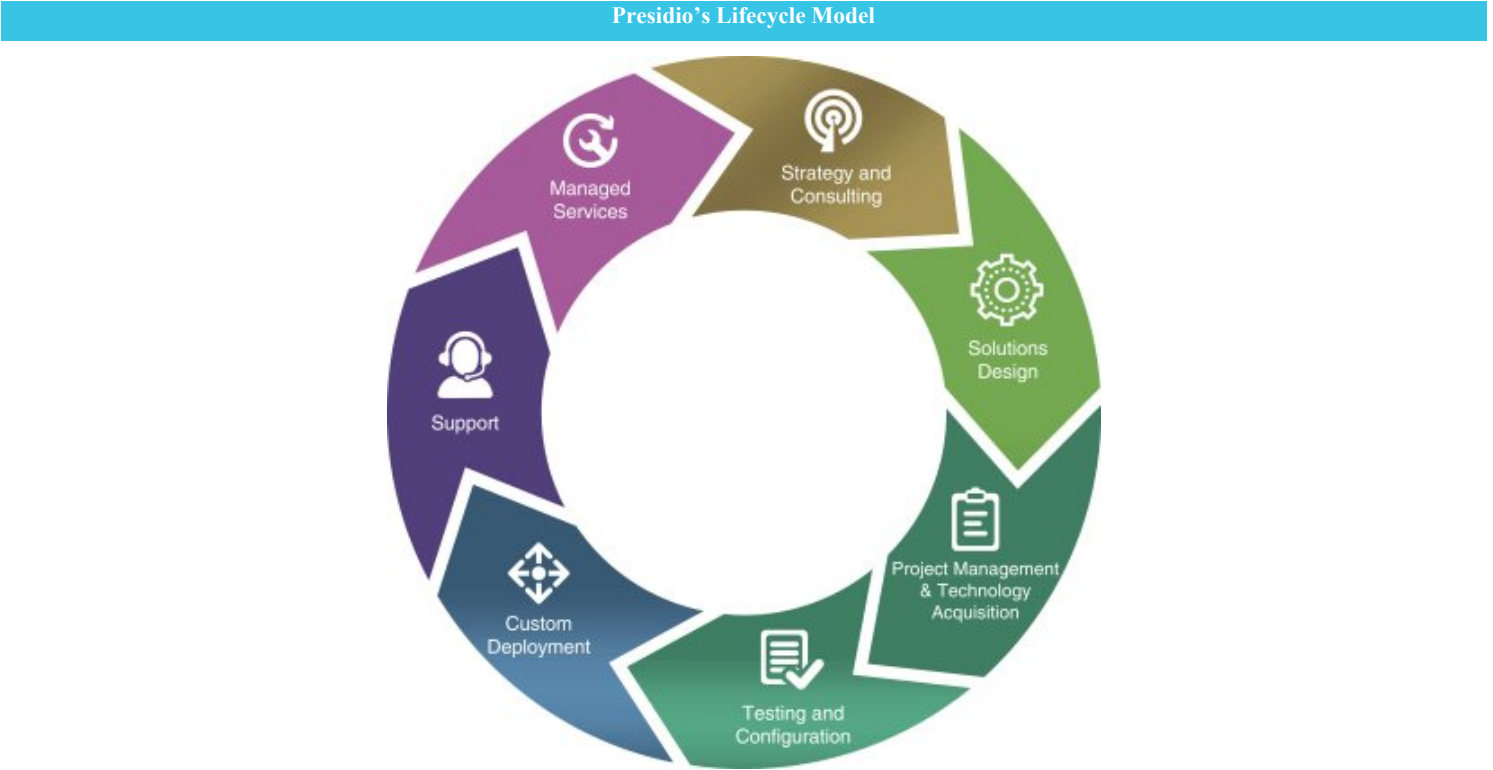 Presidio’s Lifecycle Model
Strategy and
Consulting
Solutions
Design
Project Management
& Technology
Acquisition
Testing and
Configuration
Custom
Deployment
Support
Managed
Services